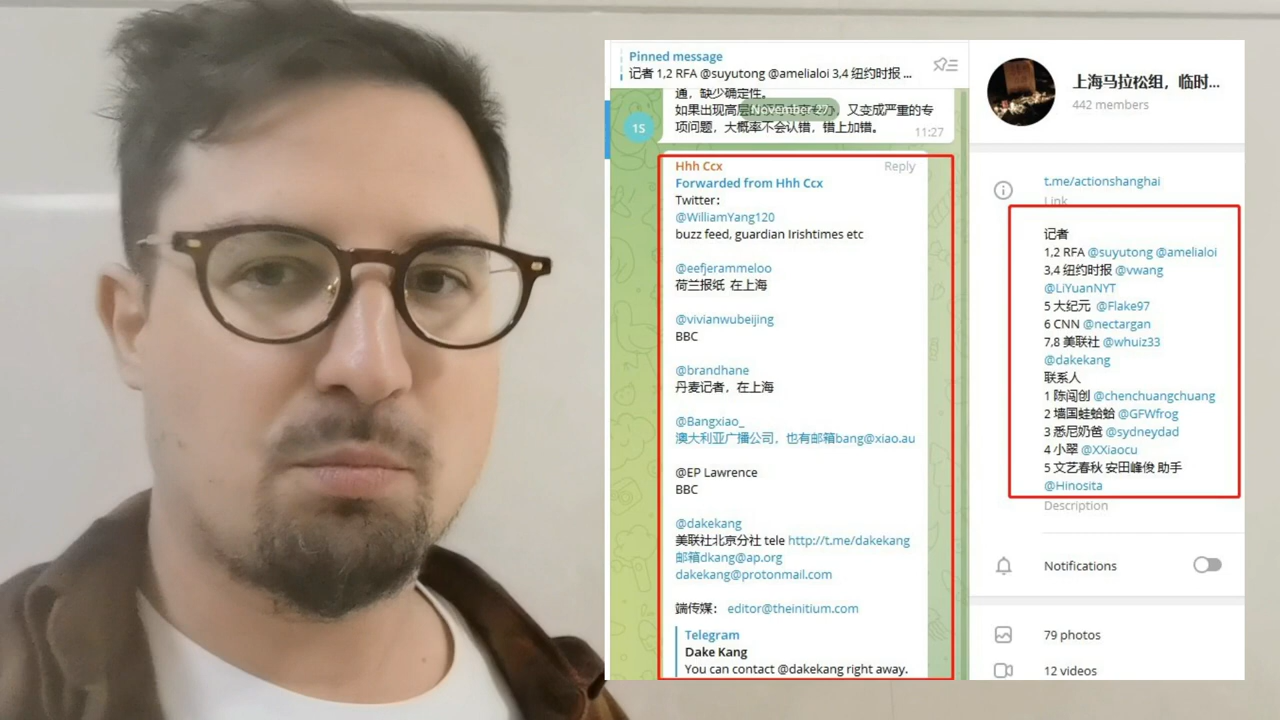 Pinned message
记者 1,2 RFA @suyutong @amelialoi 3,4 纽约时报 ...
通，缺少确定性。
November 27
如果出现高层 又变成严重的专
项问题，大概率不会认错，错上加错。
11:27
1S
Hhh Ccx
Reply
Forwarded from Hhh Ccx
Twitter：
@WilliamYang120
buzz feed, guardian Irishtimes etc
@eefjerammeloo
荷兰报纸 在上海
@vivianwubeijing
BBC
@brandhane
丹麦记者，在上海
@Bangxiao_
澳大利亚广播公司，也有邮箱bang@xiao.au
@EP Lawrence
BBC
@dakekang
美联社北京分社 tele http://t.me/dakekang
邮箱dkang@ap.org
dakekang@protonmail.com
端传媒： editor@theinitium.com
Telegram
Dake Kang
You can contact @dakekang right away.
上海马拉松组，临时...
442 members
t.me/actionshanghai
Link
记者
1,2 RFA @suyutong @amelialoi
3,4 纽约时报 @vwang
@LiYuanNYT
5 大纪元 @Flake97
6 CNN @nectargan
7,8 美联社 @whuiz33
@dakekang
联系人
1 陈闯创 @chenchuangchuang
2 墙国蛙蛤蛤 @GFWfrog
3 悉尼奶爸 @sydneydad
4 小翠 @XXiaocu
5 文艺春秋 安田峰俊 助手
@Hinosita
Description
Notifications
79 photos
12 videos